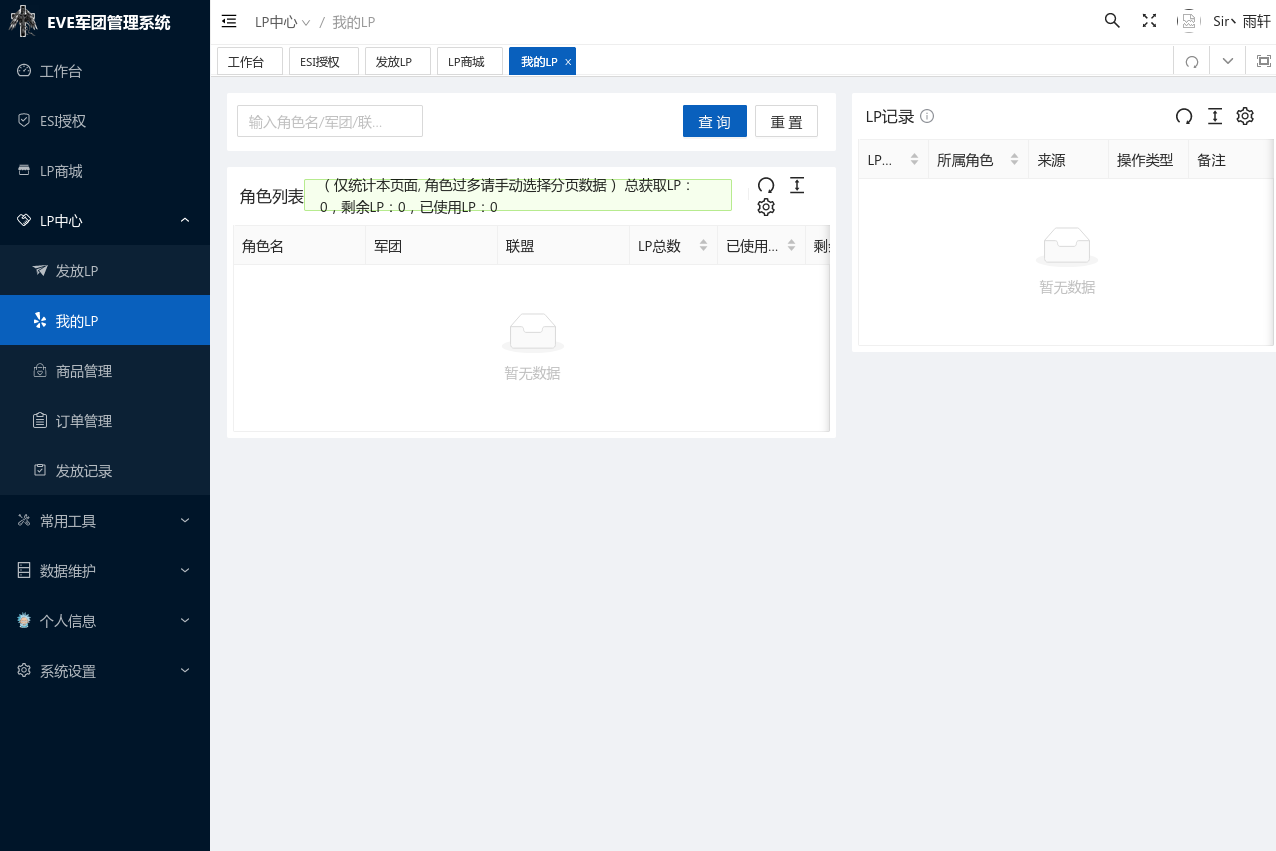 EVE军团管理系统
LP中心 / 我的LP
Sir、雨轩
工作台
ESI授权
发放LP
LP商城
我的LP
工作台
ESI授权
LP商城
LP中心
发放LP
我的LP
商品管理
订单管理
发放记录
常用工具
数据维护
个人信息
系统设置
输入角色名/军团/联...
查 询
重 置
角色列表
（ 仅统计本页面, 角色过多请手动选择分页数据 ） 总获取LP：
0，剩余LP：0，已使用LP：0
角色名 军团 联盟 LP总数 已使用...
暂无数据
LP记录
LP... 所属角色 来源 操作类型 备注
暂无数据